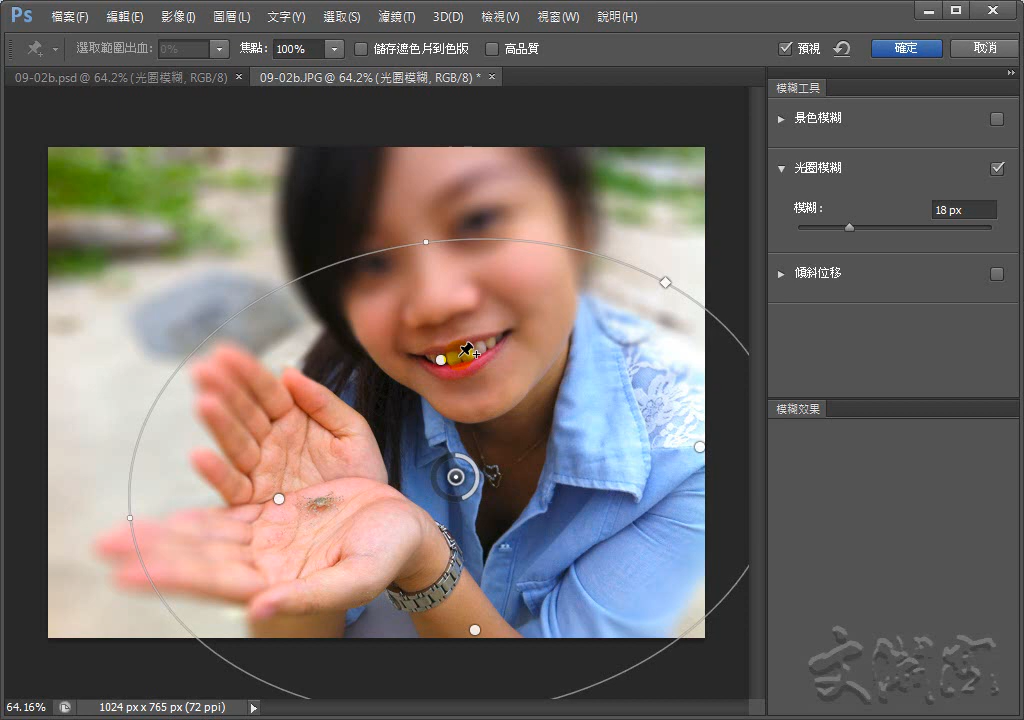 Ps 檔案(F) 編輯(E) 影像(I) 圖層(L) 文字(Y) 選取(S) 濾鏡(T) 3D(D) 檢視(V) 視窗(W) 說明(H)
選取範圍出血: 0% 焦點: 100% 儲存遮色片到色版 高品質 預視 確定 取消
09-02b.psd @ 64.2% (光圈模糊, RGB/8) × 09-02b.JPG @ 64.2% (光圈模糊, RGB/8) * ×
模糊工具
景色模糊
光圈模糊
模糊: 18 px
傾斜位移
模糊效果
64.16% 1024 px x 765 px (72 ppi)